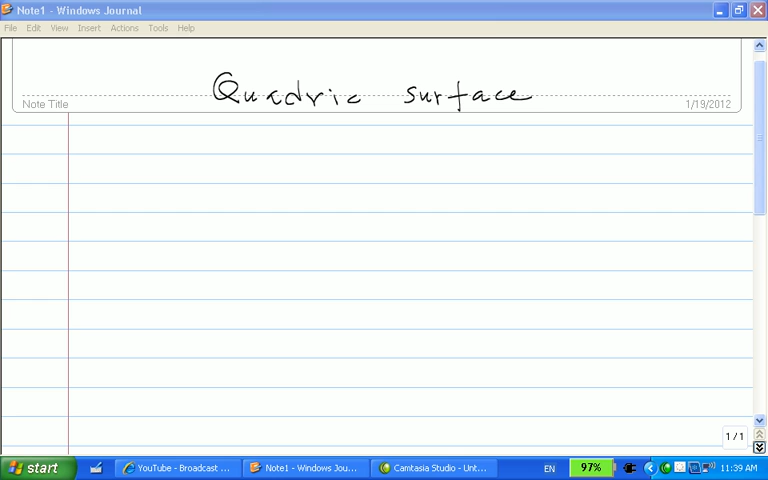 Note1 - Windows Journal
File Edit View Insert Actions Tools Help
Quadric surface
Note Title 1/19/2012
1/1
start YouTube - Broadcast ... Note1 - Windows Jou... Camtasia Studio - Unt... EN 97% 11:39 AM